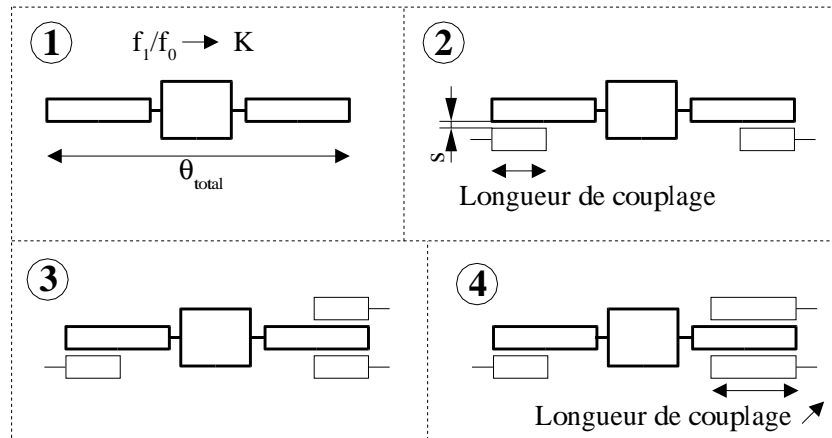 1
f1/f0 → K
θtotal
2
s
Longueur de couplage
3
4
Longueur de couplage